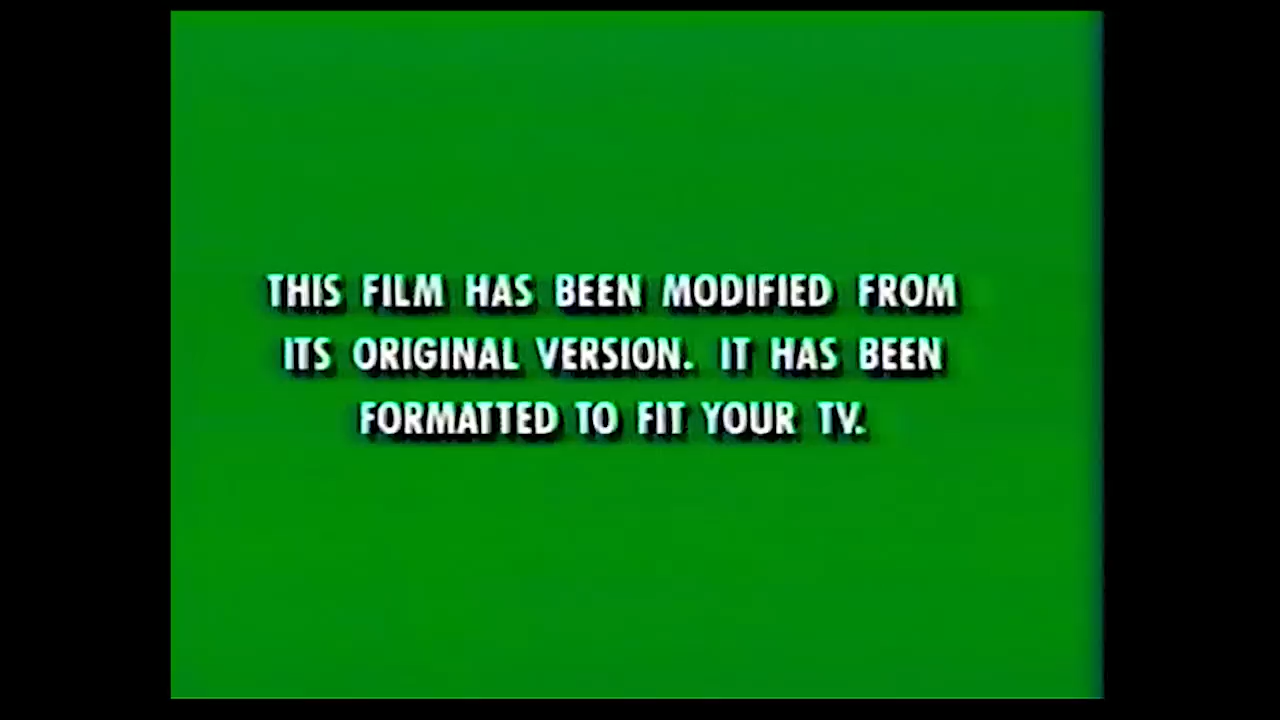 THIS FILM HAS BEEN MODIFIED FROM
ITS ORIGINAL VERSION. IT HAS BEEN
FORMATTED TO FIT YOUR TV.